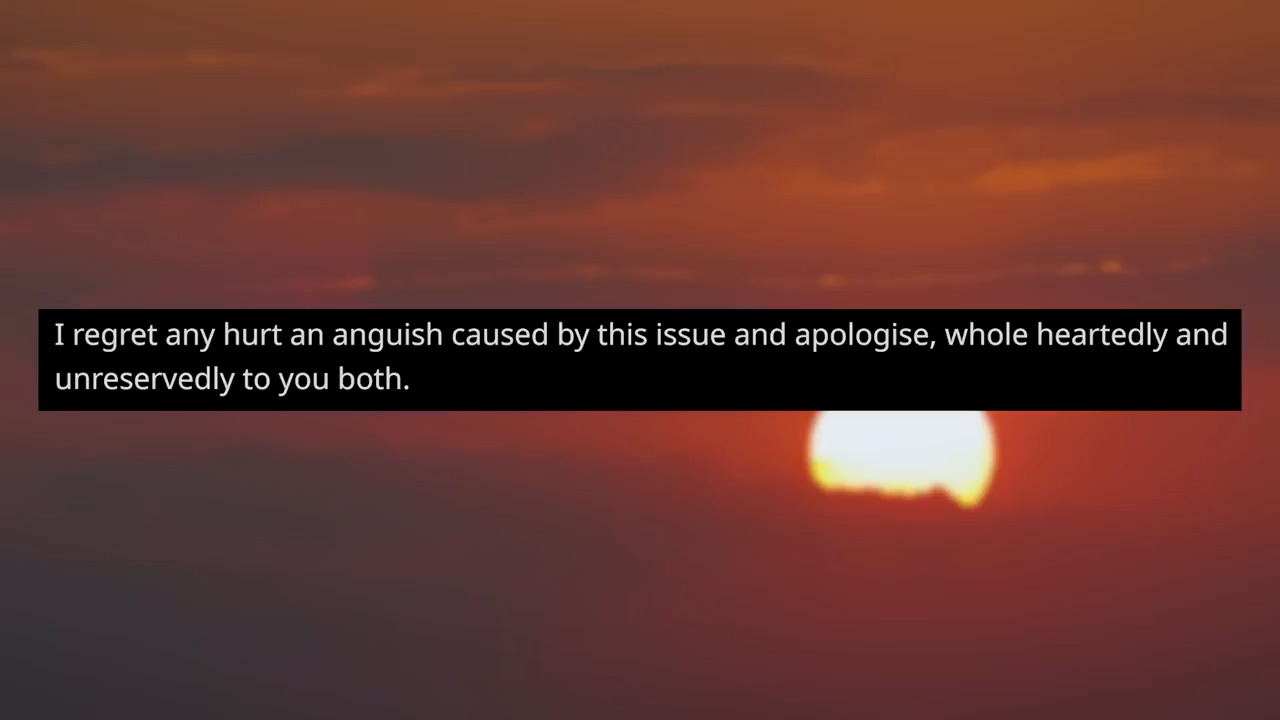 I regret any hurt an anguish caused by this issue and apologise, whole heartedly and
unreservedly to you both.